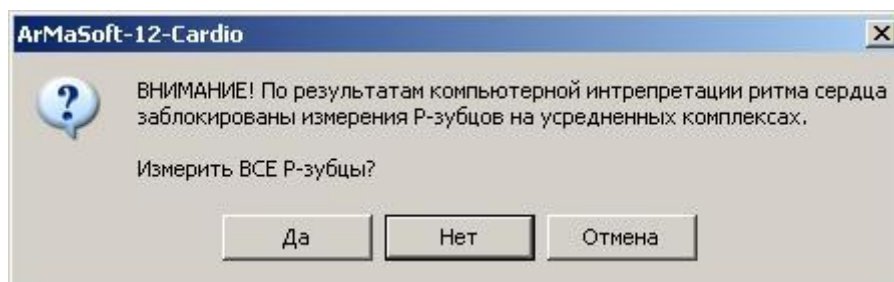 ArMaSoft-12-Cardio
ВНИМАНИЕ! По результатам компьютерной интрепретации ритма сердца
заблокированы измерения Р-зубцов на усредненных комплексах.
Измерить ВСЕ Р-зубцы?
Да Нет Отмена